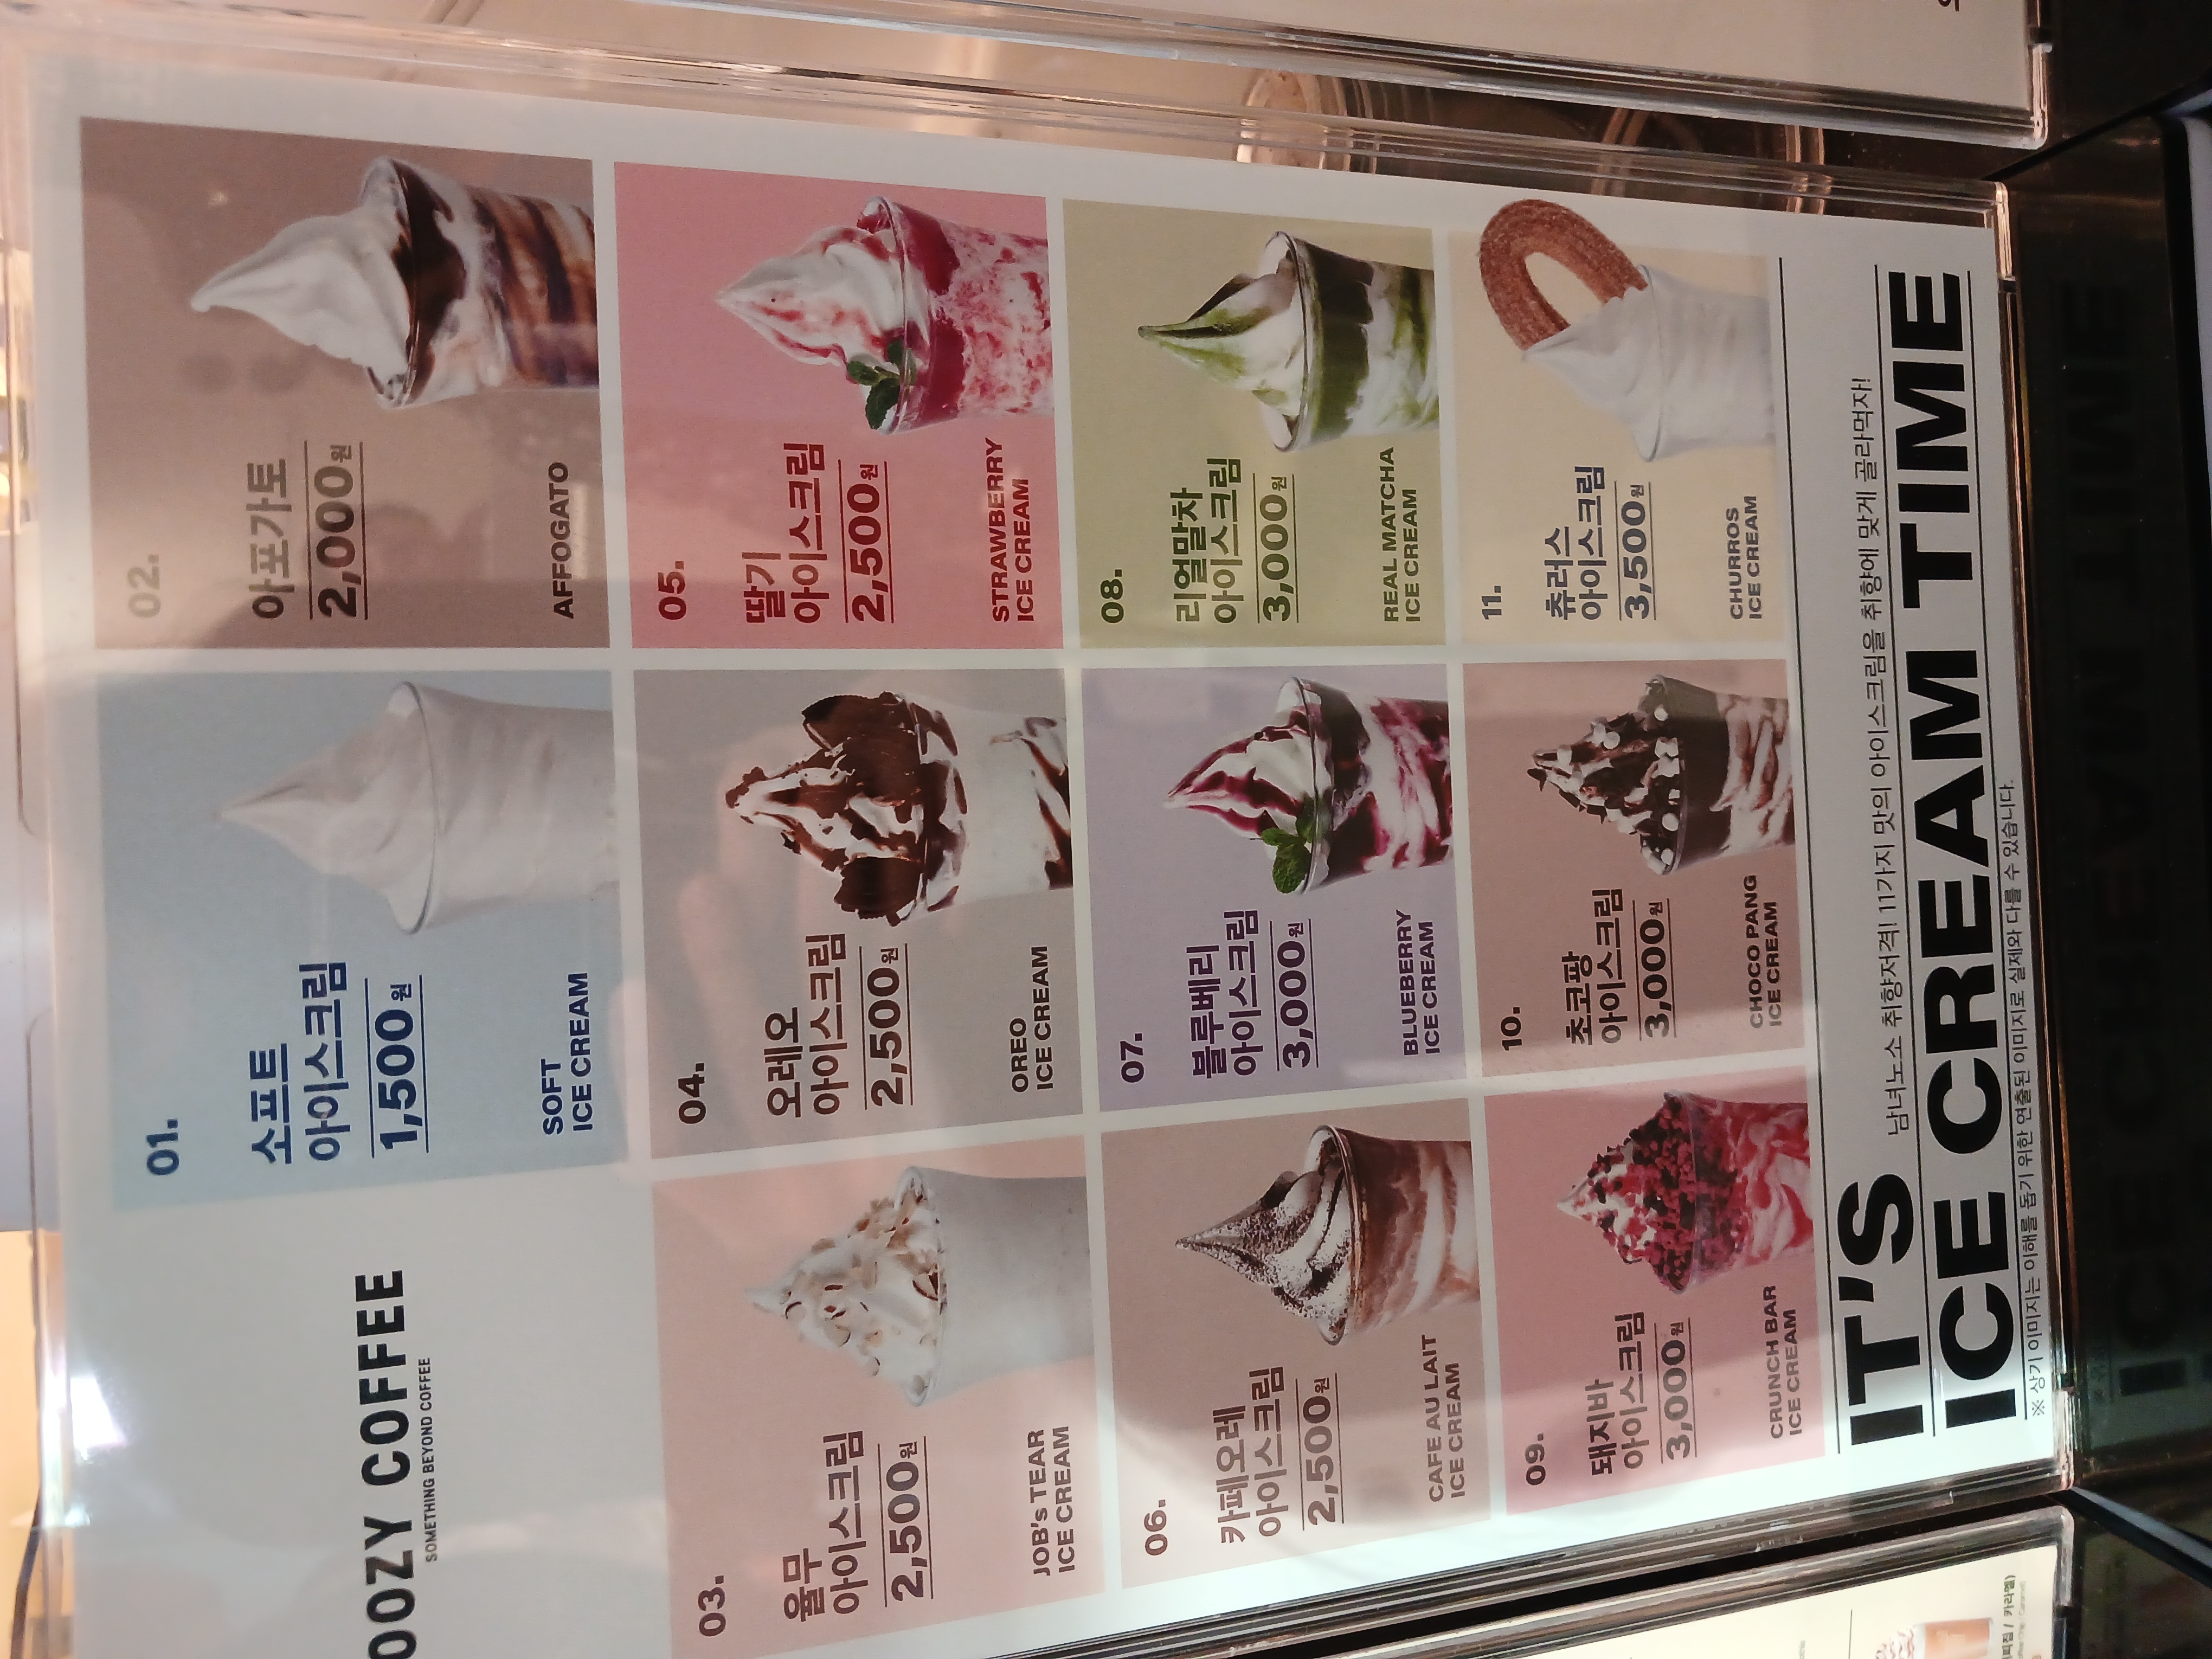 OOZY COFFEE
SOMETHING BEYOND COFFEE
01.
소프트
아이스크림
1,500원
SOFT
ICE CREAM
02.
아포가토
2,000원
AFFOGATO
03.
율무
아이스크림
2,500원
JOB's TEAR
ICE CREAM
04.
오레오
아이스크림
2,500원
OREO
ICE CREAM
05.
딸기
아이스크림
2,500원
STRAWBERRY
ICE CREAM
06.
카페오레
아이스크림
2,500원
CAFE AU LAIT
ICE CREAM
07.
블루베리
아이스크림
3,000원
BLUEBERRY
ICE CREAM
08.
리얼말차
아이스크림
3,000원
REAL MATCHA
ICE CREAM
09.
돼지바
아이스크림
3,000원
CRUNCH BAR
ICE CREAM
10.
초코팡
아이스크림
3,000원
CHOCO PANG
ICE CREAM
11.
츄러스
아이스크림
3,500원
CHURROS
ICE CREAM
IT'S 남녀노소 취향저격! 11가지 맛의 아이스크림을 취향에 맞게 골라먹자!
ICE CREAM TIME
※ 상기 이미지는 이해를 돕기 위한 연출된 이미지로 실제와 다를 수 있습니다.